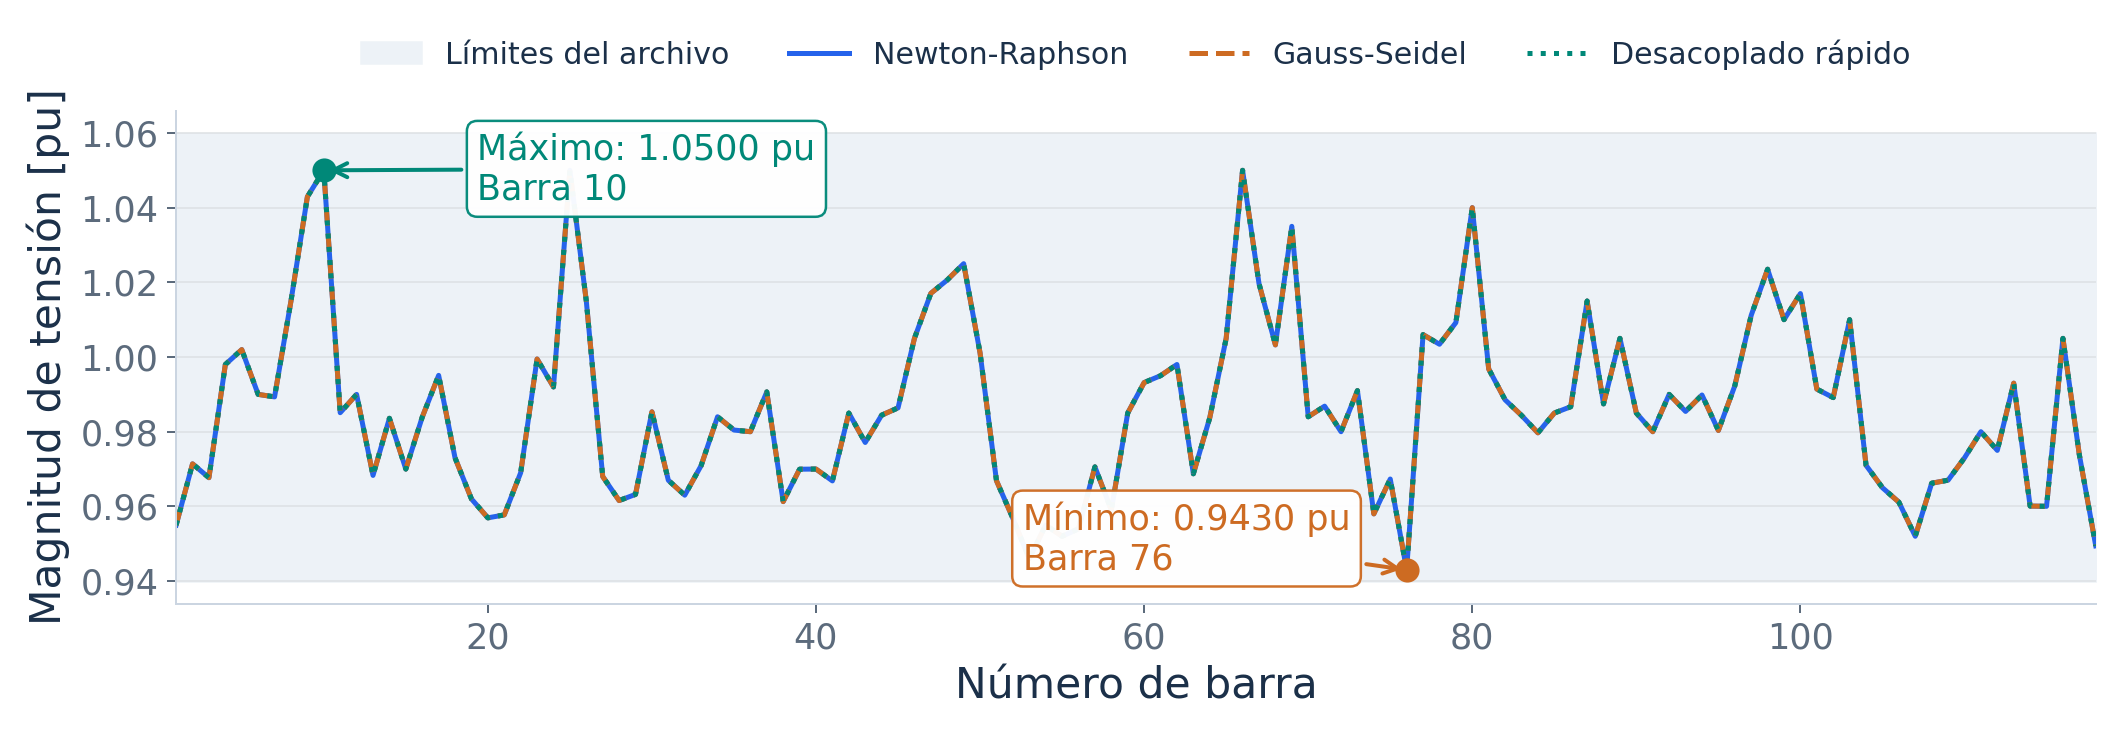 Límites del archivo
Newton-Raphson
Gauss-Seidel
Desacoplado rápido
Magnitud de tensión [pu]
1.06
1.04
1.02
1.00
0.98
0.96
0.94
Máximo: 1.0500 pu
Barra 10
Mínimo: 0.9430 pu
Barra 76
20
40
60
80
100
Número de barra